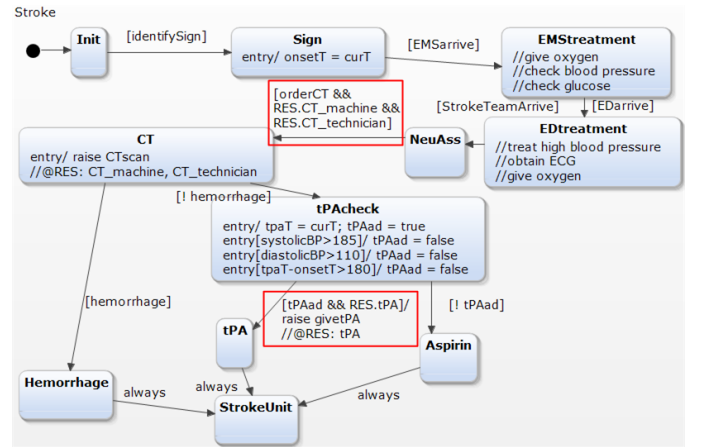 Stroke
Init
[identifySign]
Sign
entry/ onsetT = curT
[EMSarrive]
EMStreatment
//give oxygen
//check blood pressure
//check glucose
[orderCT &&
RES.CT_machine &&
RES.CT_technician]
[StrokeTeamArrive]
[EDarrive]
CT
entry/ raise CTscan
//@RES: CT_machine, CT_technician
NeuAss
EDtreatment
//treat high blood pressure
//obtain ECG
//give oxygen
[! hemorrhage]
tPAcheck
entry/ tpaT = curT; tPAad = true
entry[systolicBP>185]/ tPAad = false
entry[diastolicBP>110]/ tPAad = false
entry[tpaT-onsetT>180]/ tPAad = false
[hemorrhage]
[tPAad && RES.tPA]/
raise givetPA
//@RES: tPA
[! tPAad]
tPA
Aspirin
Hemorrhage
always
always
always
StrokeUnit